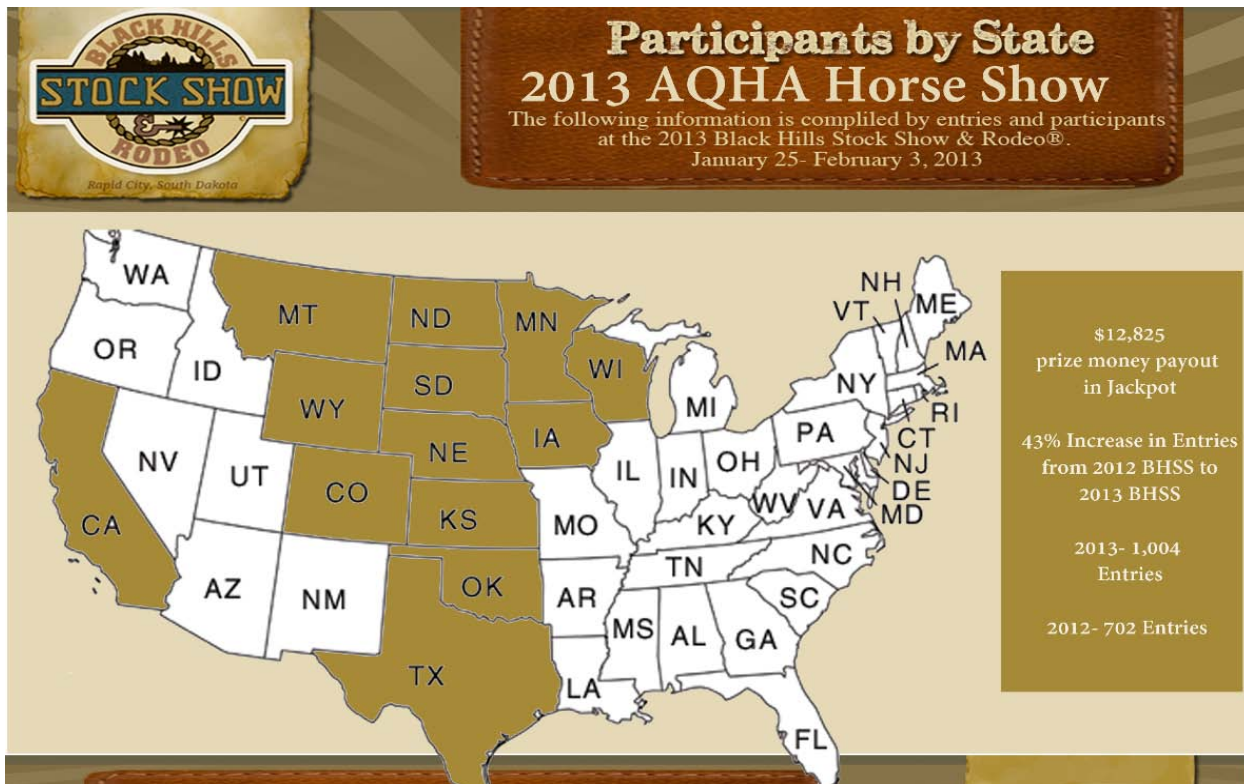 BLACK HILLS
STOCK SHOW
&
RODEO
Rapid City, South Dakota
Participants by State
2013 AQHA Horse Show
The following information is compliled by entries and participants
at the 2013 Black Hills Stock Show & Rodeo®.
January 25- February 3, 2013
WA
OR
ID
MT
ND
MN
SD
WY
WI
NE
IA
NV
UT
CO
KS
CA
AZ
NM
OK
TX
MO
AR
LA
IL
IN
OH
MI
KY
TN
MS
AL
GA
FL
SC
NC
VA
WV
PA
NY
VT
NH
ME
MA
RI
CT
NJ
DE
MD
$12,825
prize money payout
in Jackpot
43% Increase in Entries
from 2012 BHSS to
2013 BHSS
2013- 1,004
Entries
2012- 702 Entries